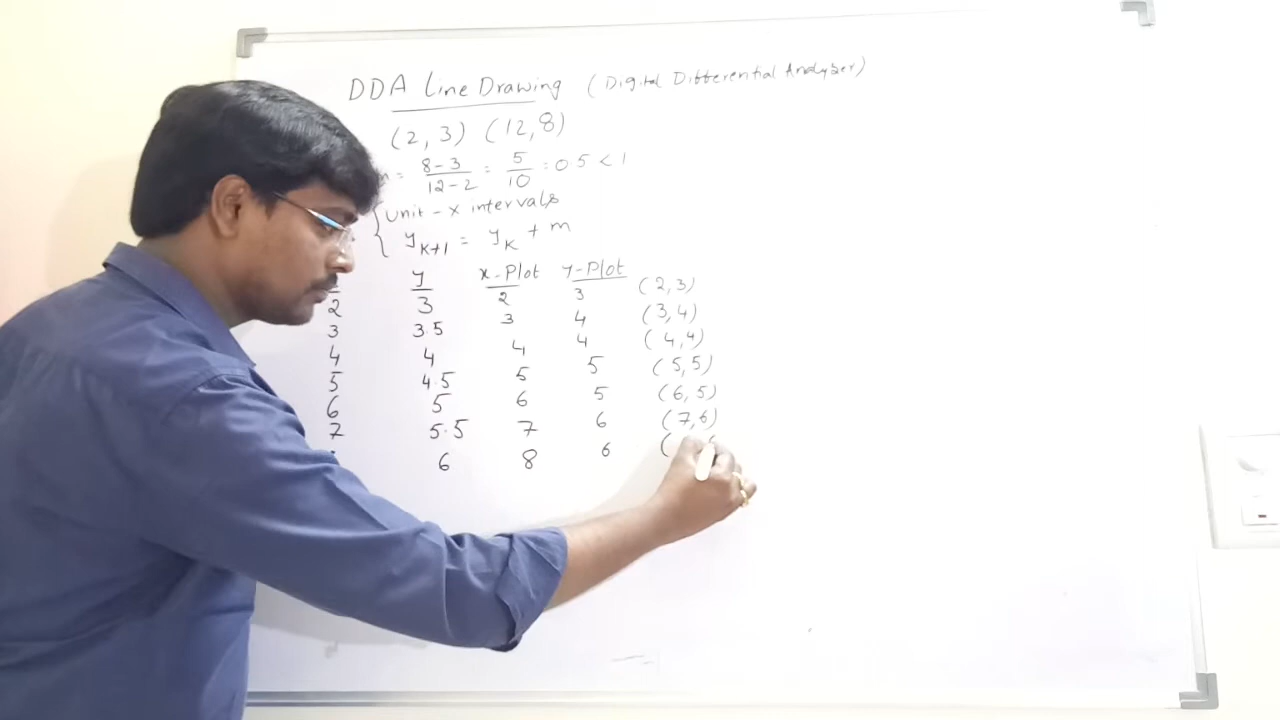 DDA Line Drawing (Digital Differential Analyzer)
(2, 3) (12, 8)
= 8-3 / 12-2 = 5 / 10 = 0.5 < 1
{ unit - x intervals
y k+1 = y k + m
y x-Plot y-Plot
2 3 2 3 (2,3)
3 3.5 3 4 (3,4)
4 4 4 4 (4,4)
5 4.5 5 5 (5,5)
6 5 6 5 (6,5)
7 5.5 7 6 (7,6)
6 8 6 (